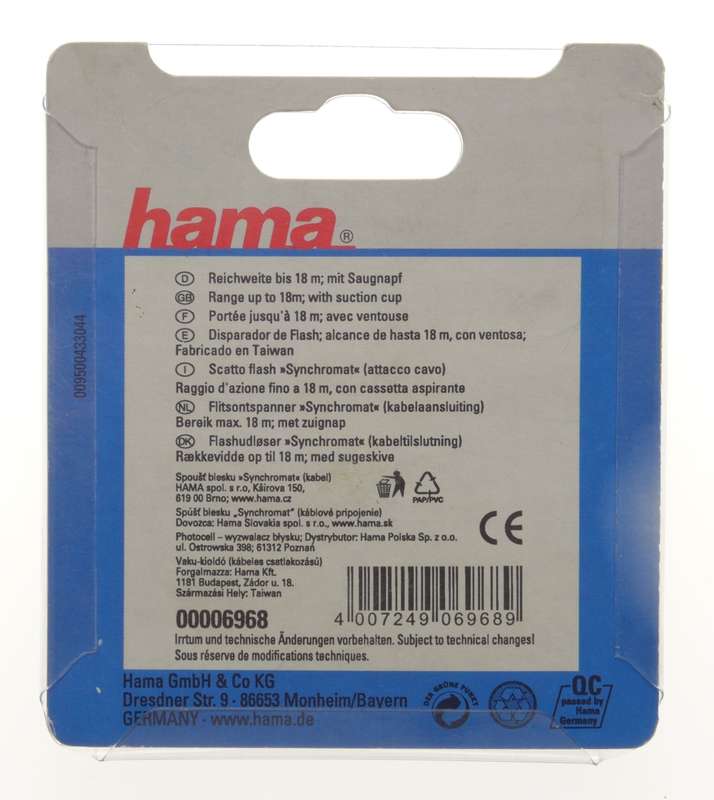 hama®
009500433044
D Reichweite bis 18 m; mit Saugnapf
GB Range up to 18m; with suction cup
F Portée jusqu'à 18 m; avec ventouse
E Disparador de Flash; alcance de hasta 18 m, con ventosa;
Fabricado en Taiwan
I Scatto flash »Synchromat« (attacco cavo)
Raggio d'azione fino a 18 m, con cassetta aspirante
NL Flitsontspanner »Synchromat« (kabelaansluiting)
Bereik max. 18 m; met zuignap
DK Flashudløser »Synchromat« (kabeltilslutning)
Rækkevidde op til 18 m; med sugeskive
Spoušť blesku »Synchromat« (kabel)
HAMA spol. s r.o, Káirova 150,
619 00 Brno; www.hama.cz
PAP/PVC
Spúšť blesku „Synchromat“ (káblové pripojenie)
Dovozca: Hama Slovakia spol. s r.o., www.hama.sk
Photocell – wyzwalacz błysku; Dystrybutor: Hama Polska Sp. z o.o.
ul. Ostrowska 398; 61312 Poznań
CE
Vaku-kioldó (kábeles csatlakozású)
Forgalmazza: Hama Kft.
1181 Budapest, Zádor u. 18.
Származási Hely: Taiwan
00006968
4 007249 069689
Irrtum und technische Änderungen vorbehalten. Subject to technical changes!
Sous réserve de modifications techniques.
Hama GmbH & Co KG
Dresdner Str. 9 · 86653 Monheim/Bayern
GERMANY · www.hama.de
DER GRÜNE PUNKT
QC
passed by
Hama
Germany